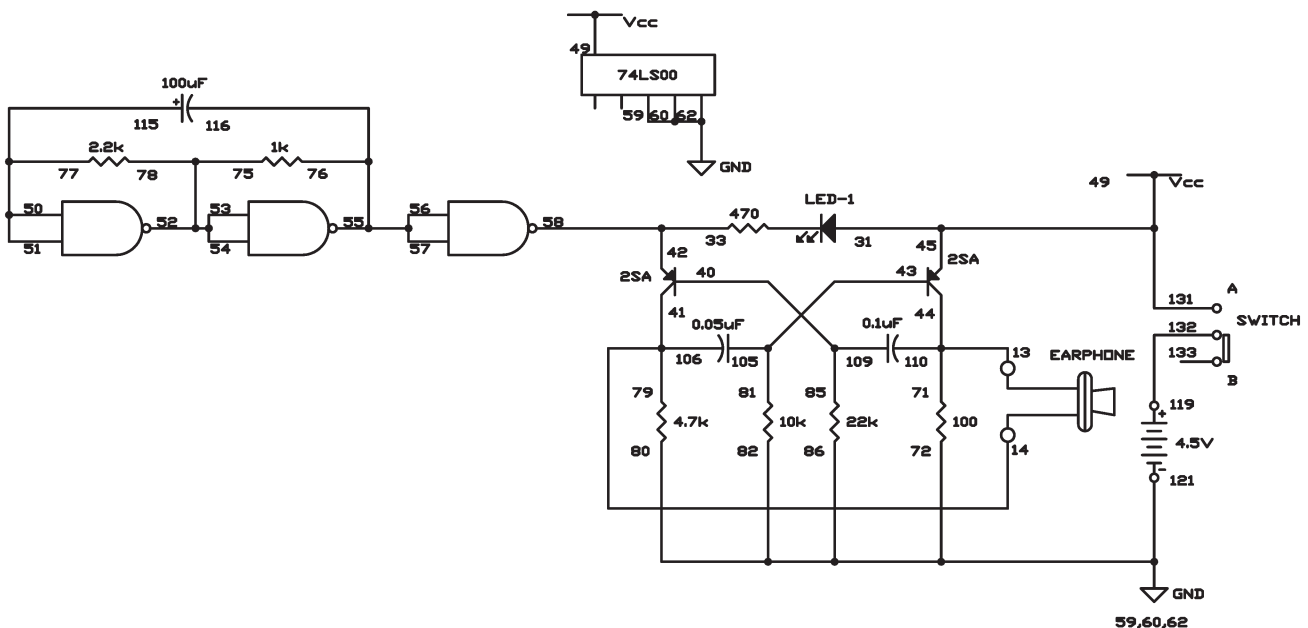 Vcc
49
74LS00
59 60 62
GND
100uF
+
115 116
2.2k 1k
77 78 75 76
50 52 53 55 56 58
51 54 57
49 Vcc
LED-1
470
33 31
42 45
2SA 40 43 2SA
41 44
0.05uF 0.1uF
106 105 109 110
13 EARPHONE
79 81 85 71
4.7k 10k 22k 100
80 82 86 72
14
A
131
SWITCH
132
133
B
119
+
4.5V
-
121
GND
59,60,62